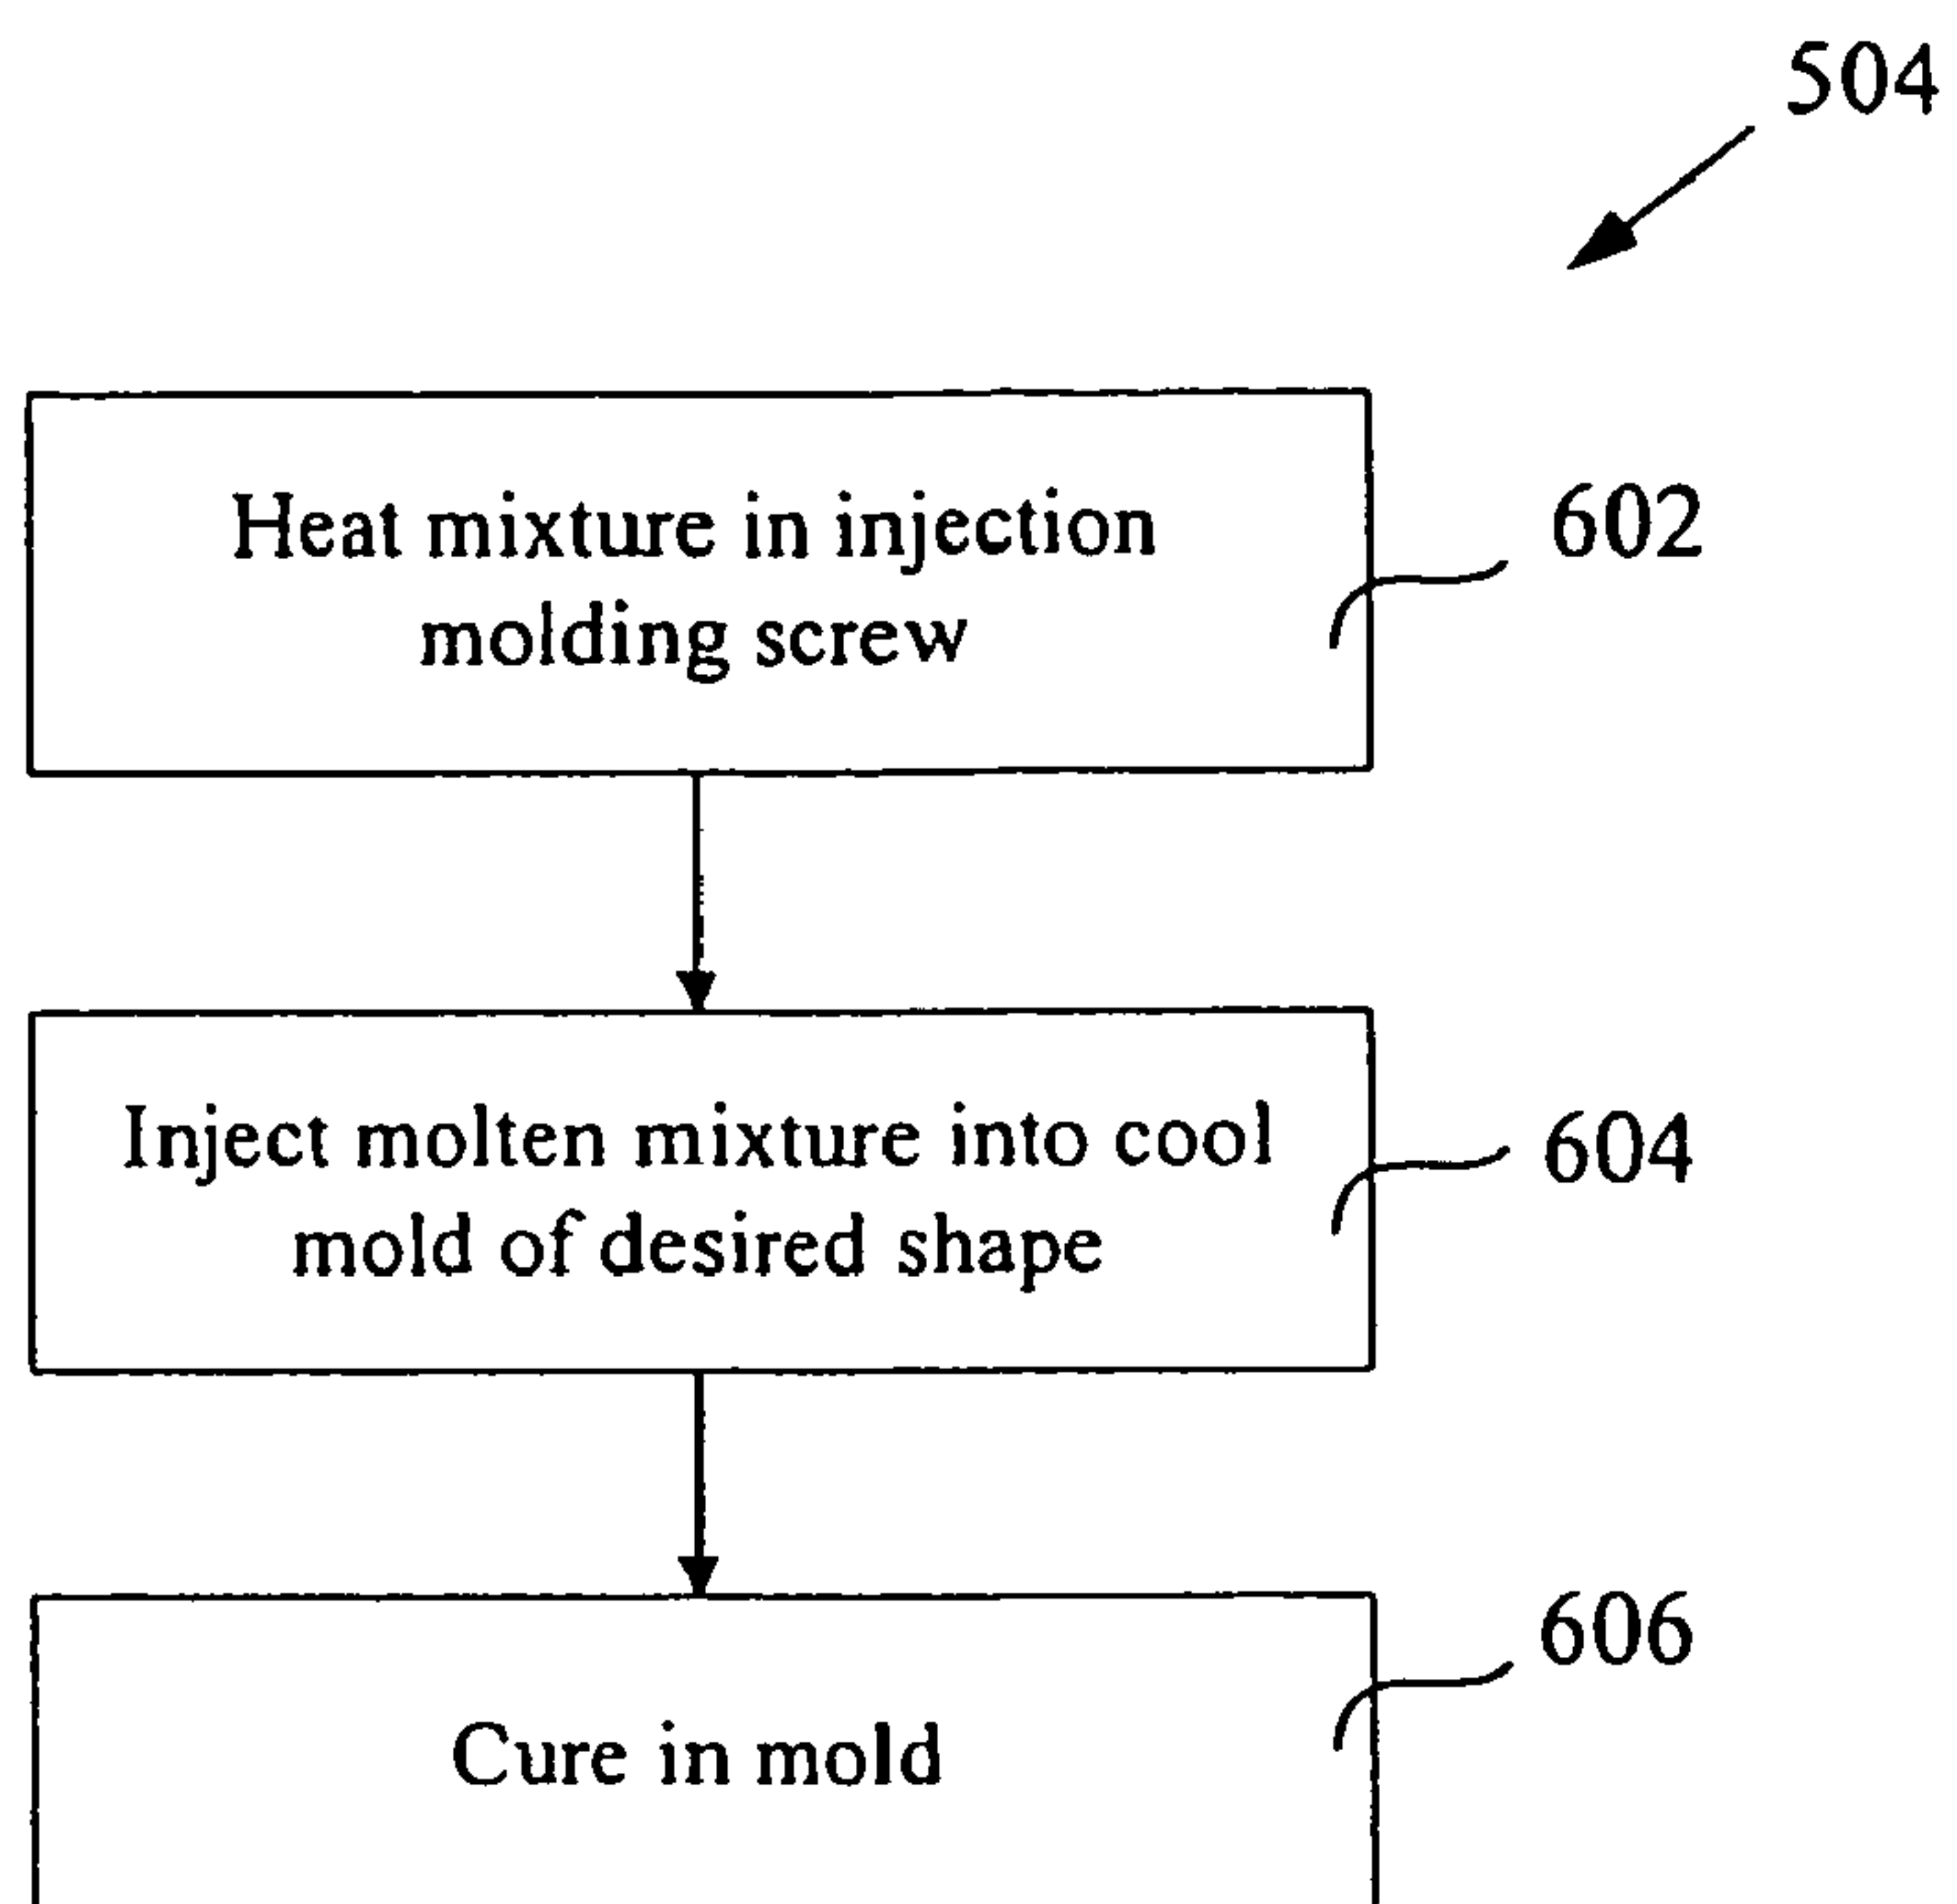 504
Heat mixture in injection
molding screw
602
Inject molten mixture into cool
mold of desired shape
604
606
Cure in mold